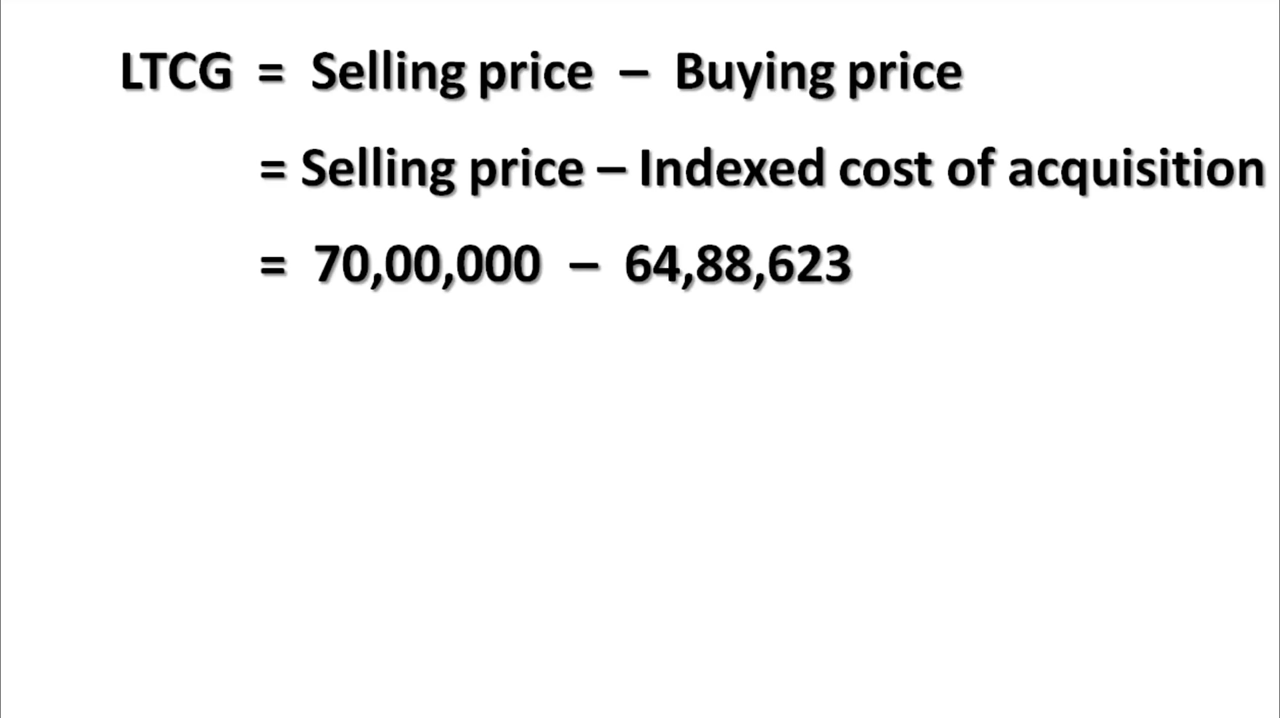 LTCG = Selling price – Buying price
= Selling price – Indexed cost of acquisition
= 70,00,000 – 64,88,623